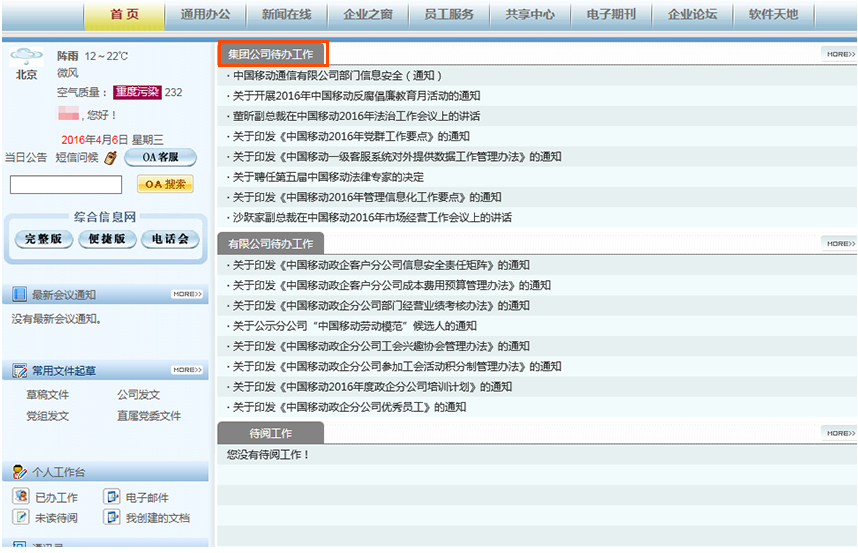 首 页 通用办公 新闻在线 企业之窗 员工服务 共享中心 电子期刊 企业论坛 软件天地
阵雨 12~22℃
北京
微风
空气质量： 重度污染 232
, 您好！
2016年4月6日 星期三
当日公告 短信问候 OA 客服
OA 搜索
综合信息网
完整版 便捷版 电话会
最新会议通知 MORE>>
没有最新会议通知。
常用文件起草 MORE>>
草稿文件 公司发文
党组发文 直属党委文件
个人工作台
已办工作 电子邮件
未读待阅 我创建的文档
集团公司待办工作 MORE>>
· 中国移动通信有限公司部门信息安全（通知）
· 关于开展2016年中国移动反腐倡廉教育月活动的通知
· 董昕副总裁在中国移动2016年法治工作会议上的讲话
· 关于印发《中国移动2016年党群工作要点》的通知
· 关于印发《中国移动一级客服系统对外提供数据工作管理办法》的通知
· 关于聘任第五届中国移动法律专家的决定
· 关于印发《中国移动2016年管理信息化工作要点》的通知
· 沙跃家副总裁在中国移动2016年市场经营工作会议上的讲话
有限公司待办工作 MORE>>
· 关于印发《中国移动政企客户分公司信息安全责任矩阵》的通知
· 关于印发《中国移动政企客户分公司成本费用预算管理办法》的通知
· 关于印发《中国移动政企分公司部门经营业绩考核办法》的通知
· 关于公示分公司“中国移动劳动模范”候选人的通知
· 关于印发《中国移动政企分公司工会兴趣协会管理办法》的通知
· 关于印发《中国移动政企分公司参加工会活动积分制管理办法》的通知
· 关于印发《中国移动2016年度政企分公司培训计划》的通知
· 关于印发《中国移动政企分公司优秀员工》的通知
待阅工作 MORE>>
您没有待阅工作！